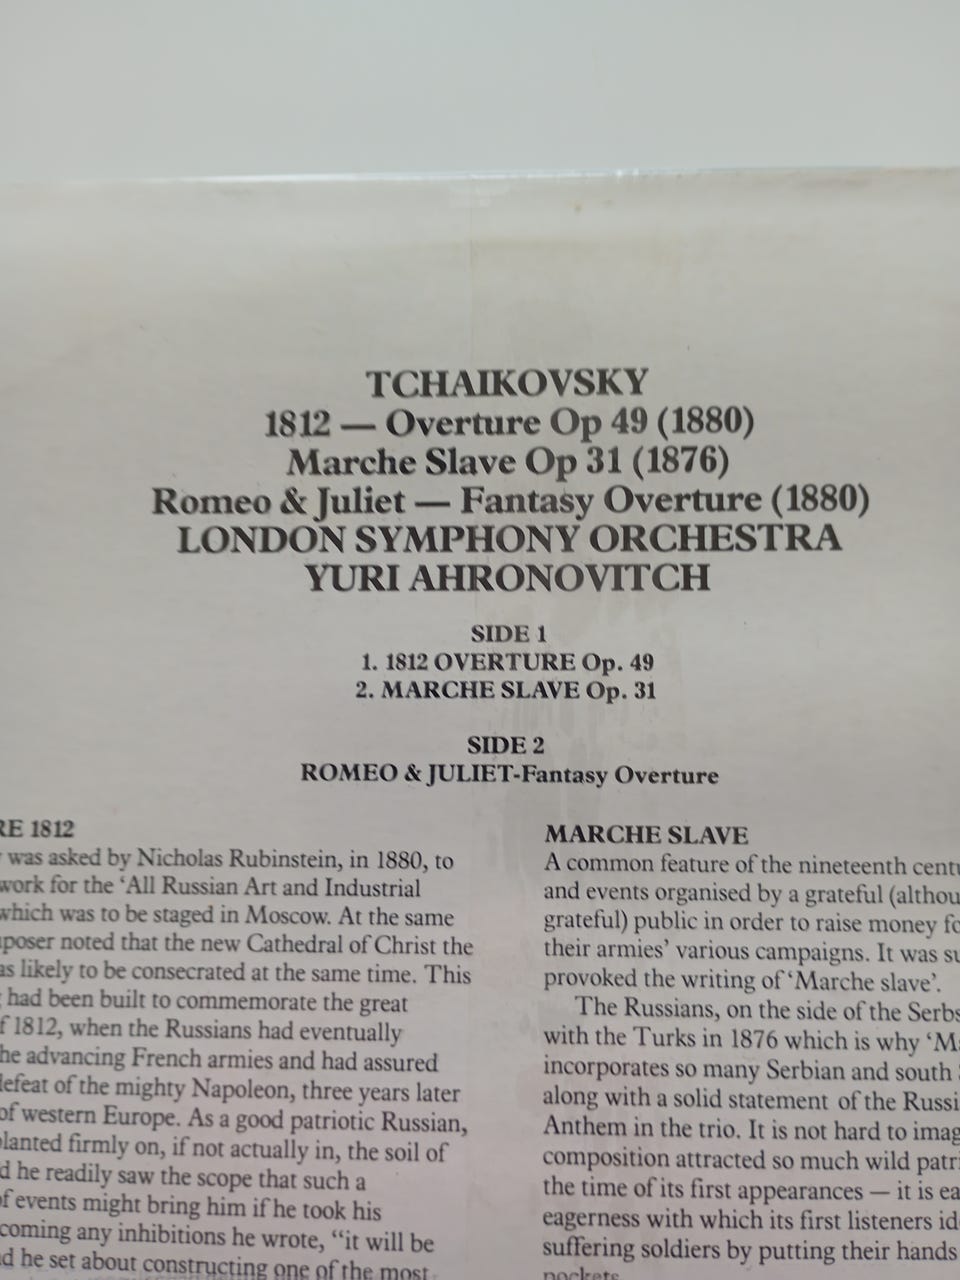 TCHAIKOVSKY
1812 — Overture Op 49 (1880)
Marche Slave Op 31 (1876)
Romeo & Juliet — Fantasy Overture (1880)
LONDON SYMPHONY ORCHESTRA
YURI AHRONOVITCH
SIDE 1
1. 1812 OVERTURE Op. 49
2. MARCHE SLAVE Op. 31
SIDE 2
ROMEO & JULIET-Fantasy Overture
1812
was asked by Nicholas Rubinstein, in 1880, to
work for the ‘All Russian Art and Industrial
which was to be staged in Moscow. At the same
noted that the new Cathedral of Christ the
likely to be consecrated at the same time. This
had been built to commemorate the great
1812, when the Russians had eventually
advancing French armies and had assured
defeat of the mighty Napoleon, three years later
of western Europe. As a good patriotic Russian,
planted firmly on, if not actually in, the soil of
he readily saw the scope that such a
of events might bring him if he took his
coming any inhibitions he wrote, “it will be
he set about constructing one of the most
MARCHE SLAVE
A common feature of the nineteenth
and events organised by a grateful
grateful) public in order to raise money
their armies’ various campaigns. It was
provoked the writing of ‘Marche slave’.
The Russians, on the side of the Serbs
with the Turks in 1876 which is why
incorporates so many Serbian and south
along with a solid statement of the
Anthem in the trio. It is not hard to
composition attracted so much wild
the time of its first appearances — it is
eagerness with which its first listeners
suffering soldiers by putting their hands
pockets.